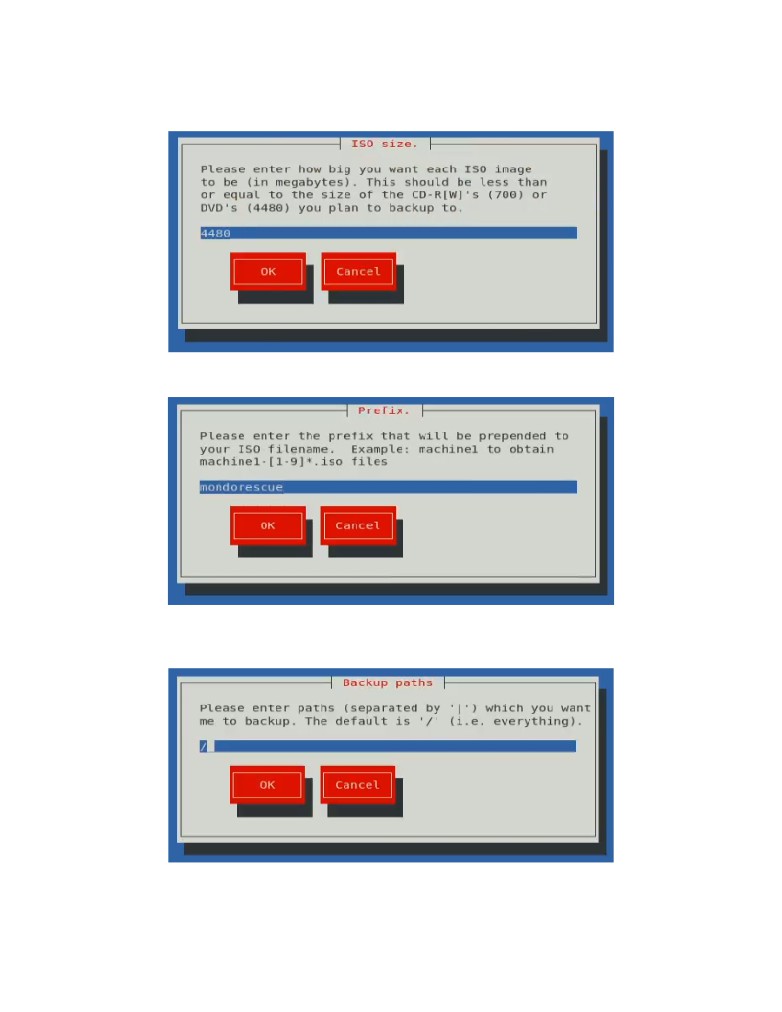 ISO size.
Please enter how big you want each ISO image
to be (in megabytes). This should be less than
or equal to the size of the CD-R[W]'s (700) or
DVD's (4480) you plan to backup to.
4480
OK Cancel
Prefix.
Please enter the prefix that will be prepended to
your ISO filename.  Example: machine1 to obtain
machine1-[1-9]*.iso files
mondorescue
OK Cancel
Backup paths
Please enter paths (separated by '|') which you want
me to backup. The default is '/' (i.e. everything).
/
OK Cancel